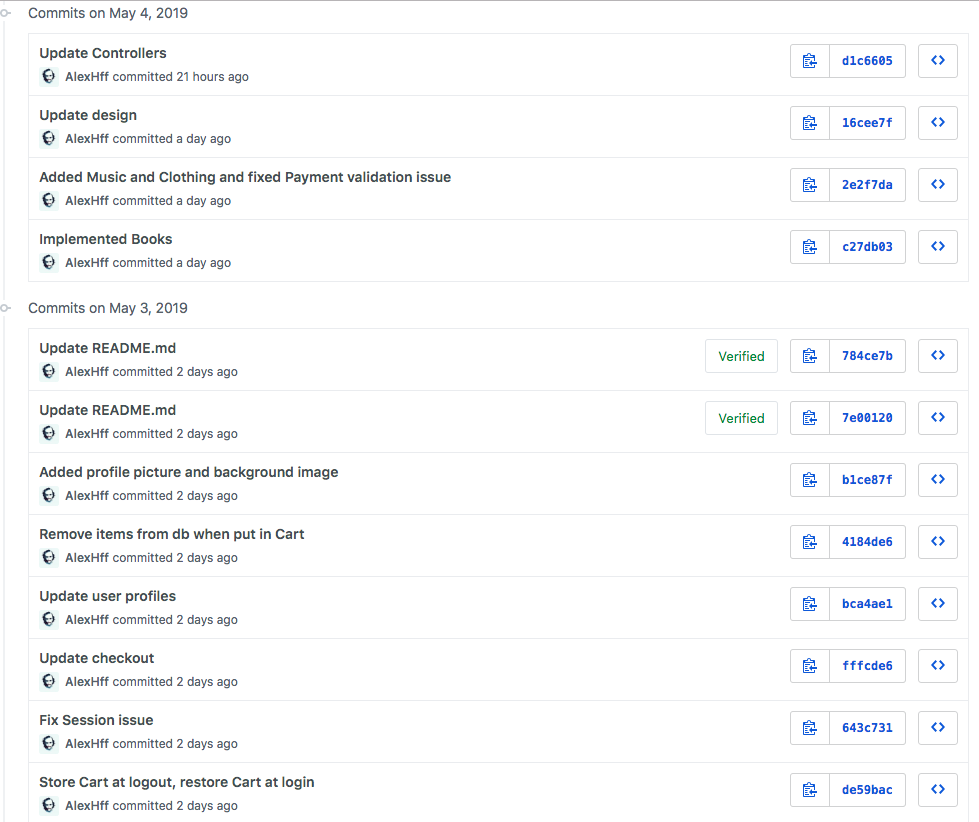 Commits on May 4, 2019
Update Controllers
AlexHff committed 21 hours ago
d1c6605
Update design
AlexHff committed a day ago
16cee7f
Added Music and Clothing and fixed Payment validation issue
AlexHff committed a day ago
2e2f7da
Implemented Books
AlexHff committed a day ago
c27db03
Commits on May 3, 2019
Update README.md
AlexHff committed 2 days ago
Verified
784ce7b
Update README.md
AlexHff committed 2 days ago
Verified
7e00120
Added profile picture and background image
AlexHff committed 2 days ago
b1ce87f
Remove items from db when put in Cart
AlexHff committed 2 days ago
4184de6
Update user profiles
AlexHff committed 2 days ago
bca4ae1
Update checkout
AlexHff committed 2 days ago
fffcde6
Fix Session issue
AlexHff committed 2 days ago
643c731
Store Cart at logout, restore Cart at login
AlexHff committed 2 days ago
de59bac